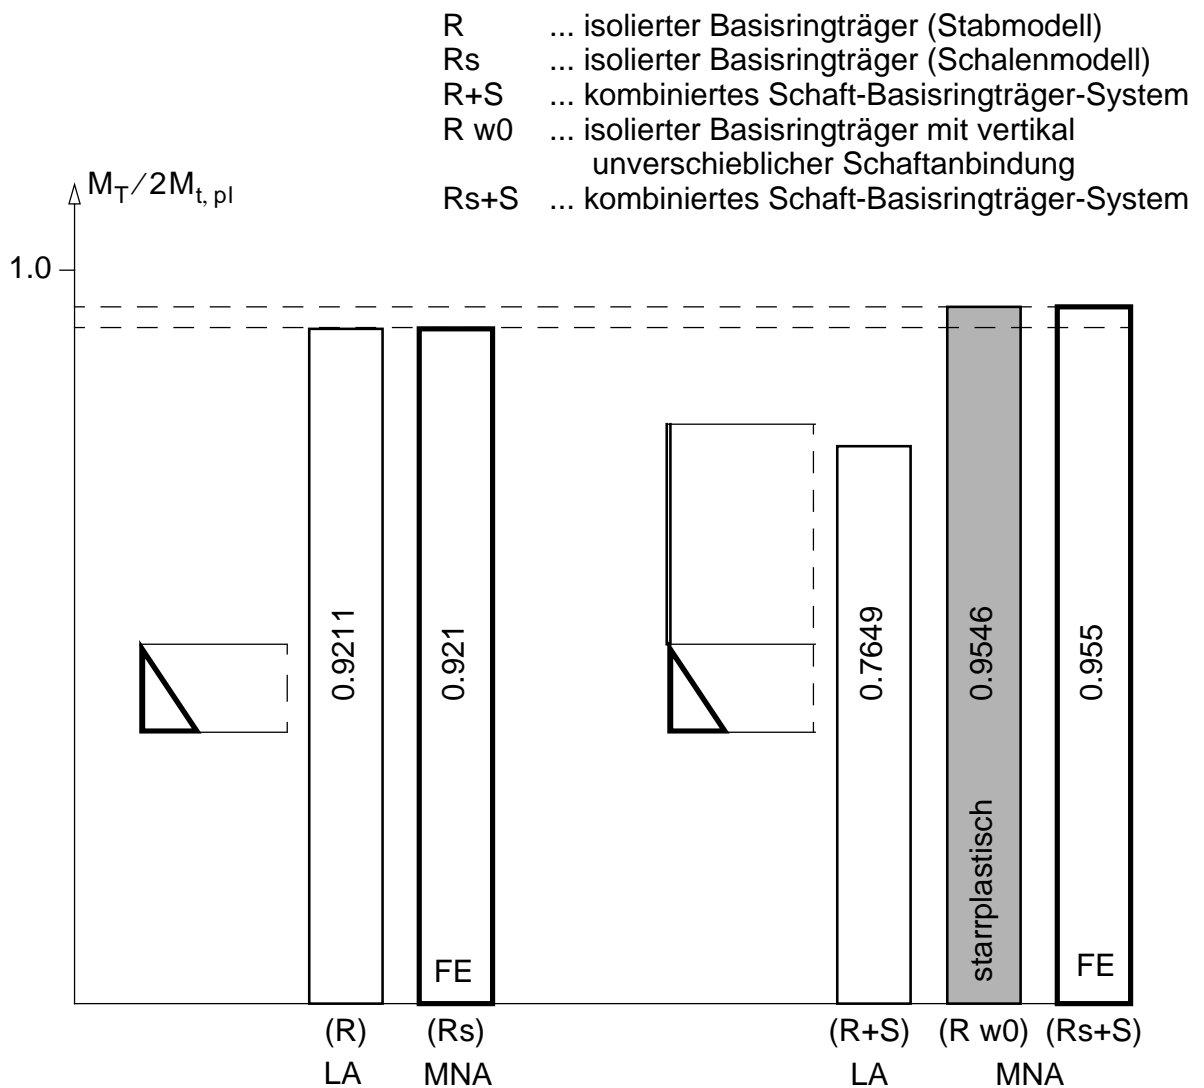 R ... isolierter Basisringträger (Stabmodell)
Rs ... isolierter Basisringträger (Schalenmodell)
R+S ... kombiniertes Schaft-Basisringträger-System
R w0 ... isolierter Basisringträger mit vertikal
unverschieblicher Schaftanbindung
Rs+S ... kombiniertes Schaft-Basisringträger-System
M_T/2M_{t, pl}
1.0
0.9211
0.921
0.7649
0.9546
0.955
starrplastisch
FE
FE
(R) (Rs) (R+S) (R w0) (Rs+S)
LA MNA LA MNA